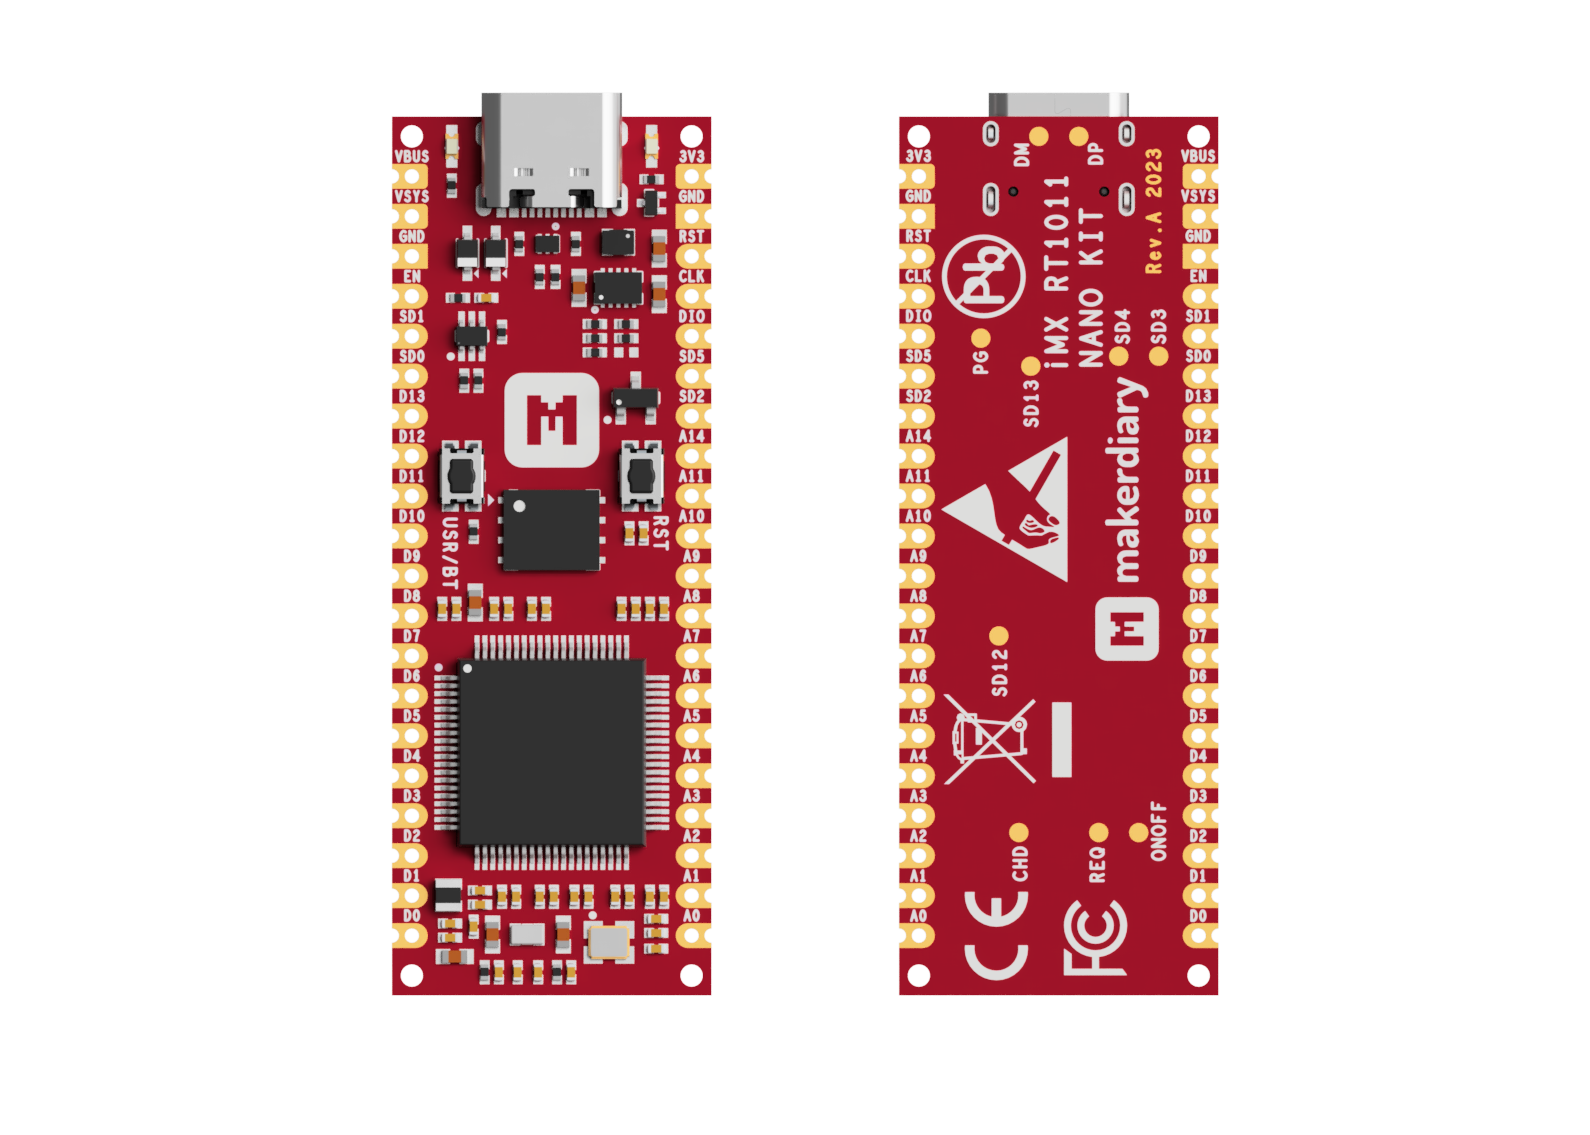 VBUS
VSYS
GND
EN
SD1
SD0
D13
D12
D11
D10
D9
D8
D7
D6
D5
D4
D3
D2
D1
D0
USR/BT
RST
3V3
GND
RST
CLK
DIO
SD5
SD2
A14
A11
A10
A9
A8
A7
A6
A5
A4
A3
A2
A1
A0
3V3
GND
RST
CLK
DIO
SD5
SD2
A14
A11
A10
A9
A8
A7
A6
A5
A4
A3
A2
A1
A0
DM
DP
Rev.A 2023
iMX RT1011
NANO KIT
Pb
PG
SD13
SD4
SD3
makerdiary
SD12
CHD
REQ
ONOFF
CE
FC
VBUS
VSYS
GND
EN
SD1
SD0
D13
D12
D11
D10
D9
D8
D7
D6
D5
D4
D3
D2
D1
D0